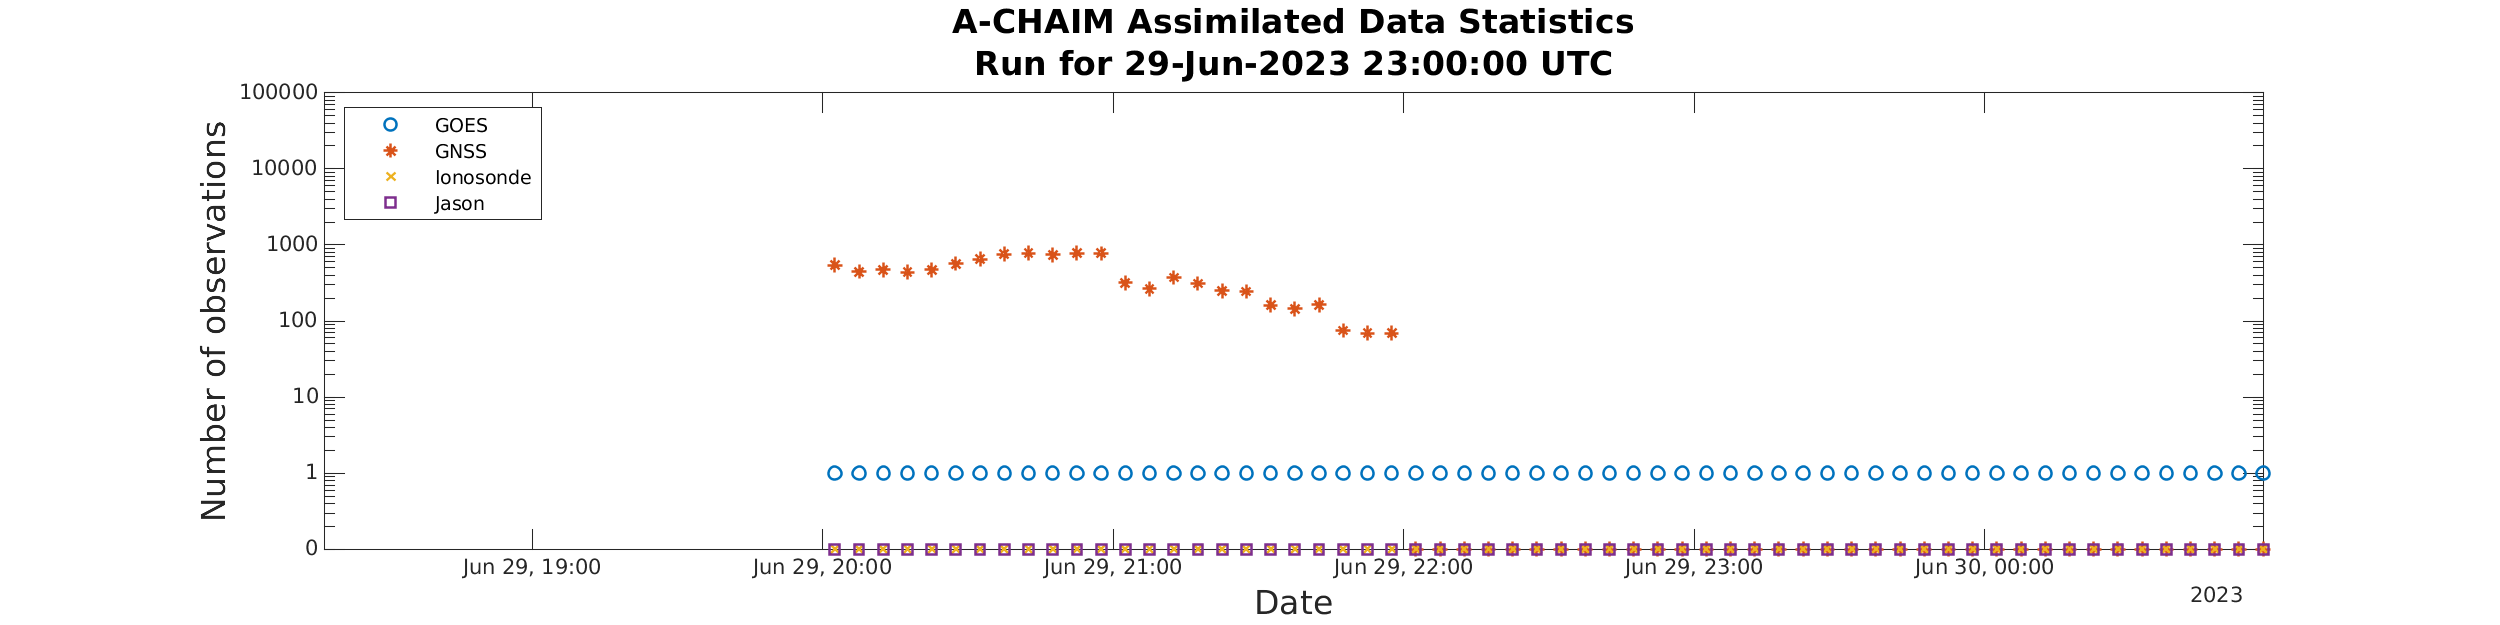 A-CHAIM Assimilated Data Statistics
Run for 29-Jun-2023 23:00:00 UTC
100000
10000
1000
100
10
1
0
Number of observations
GOES
GNSS
Ionosonde
Jason
Jun 29, 19:00
Jun 29, 20:00
Jun 29, 21:00
Jun 29, 22:00
Jun 29, 23:00
Jun 30, 00:00
2023
Date